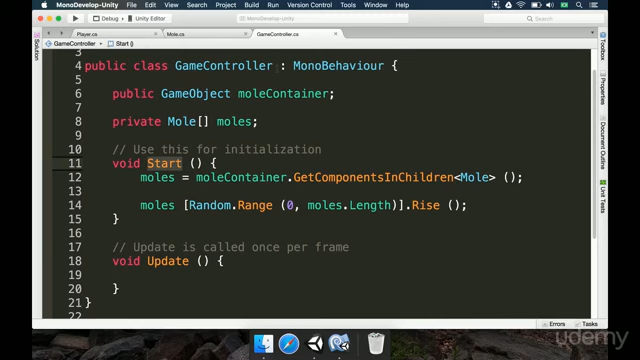 MonoDevelop-Unity File Edit View Search Project Build Run Version Control Tools Window Help
Debug Unity Editor MonoDevelop-Unity Search
Player.cs Mole.cs GameController.cs
GameController Start ()
Solution
Toolbox
Properties
Document Outline
Unit Tests
3
4 public class GameController : MonoBehaviour {
5
6 public GameObject moleContainer;
7
8 private Mole[] moles;
9
10 // Use this for initialization
11 void Start () {
12 moles = moleContainer.GetComponentsInChildren<Mole> ();
13
14 moles [Random.Range (0, moles.Length)].Rise ();
15 }
16
17 // Update is called once per frame
18 void Update () {
19
20 }
21 }
22
Errors Tasks
udemy